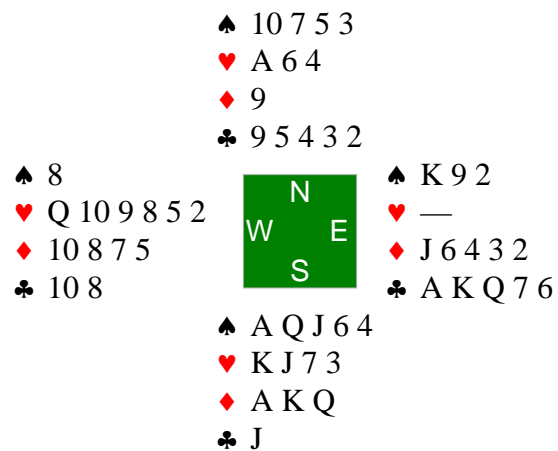 ♠ 10 7 5 3
♥ A 6 4
♦ 9
♣ 9 5 4 3 2
♠ 8
♥ Q 10 9 8 5 2
♦ 10 8 7 5
♣ 10 8
N
W E
S
♠ K 9 2
♥ —
♦ J 6 4 3 2
♣ A K Q 7 6
♠ A Q J 6 4
♥ K J 7 3
♦ A K Q
♣ J